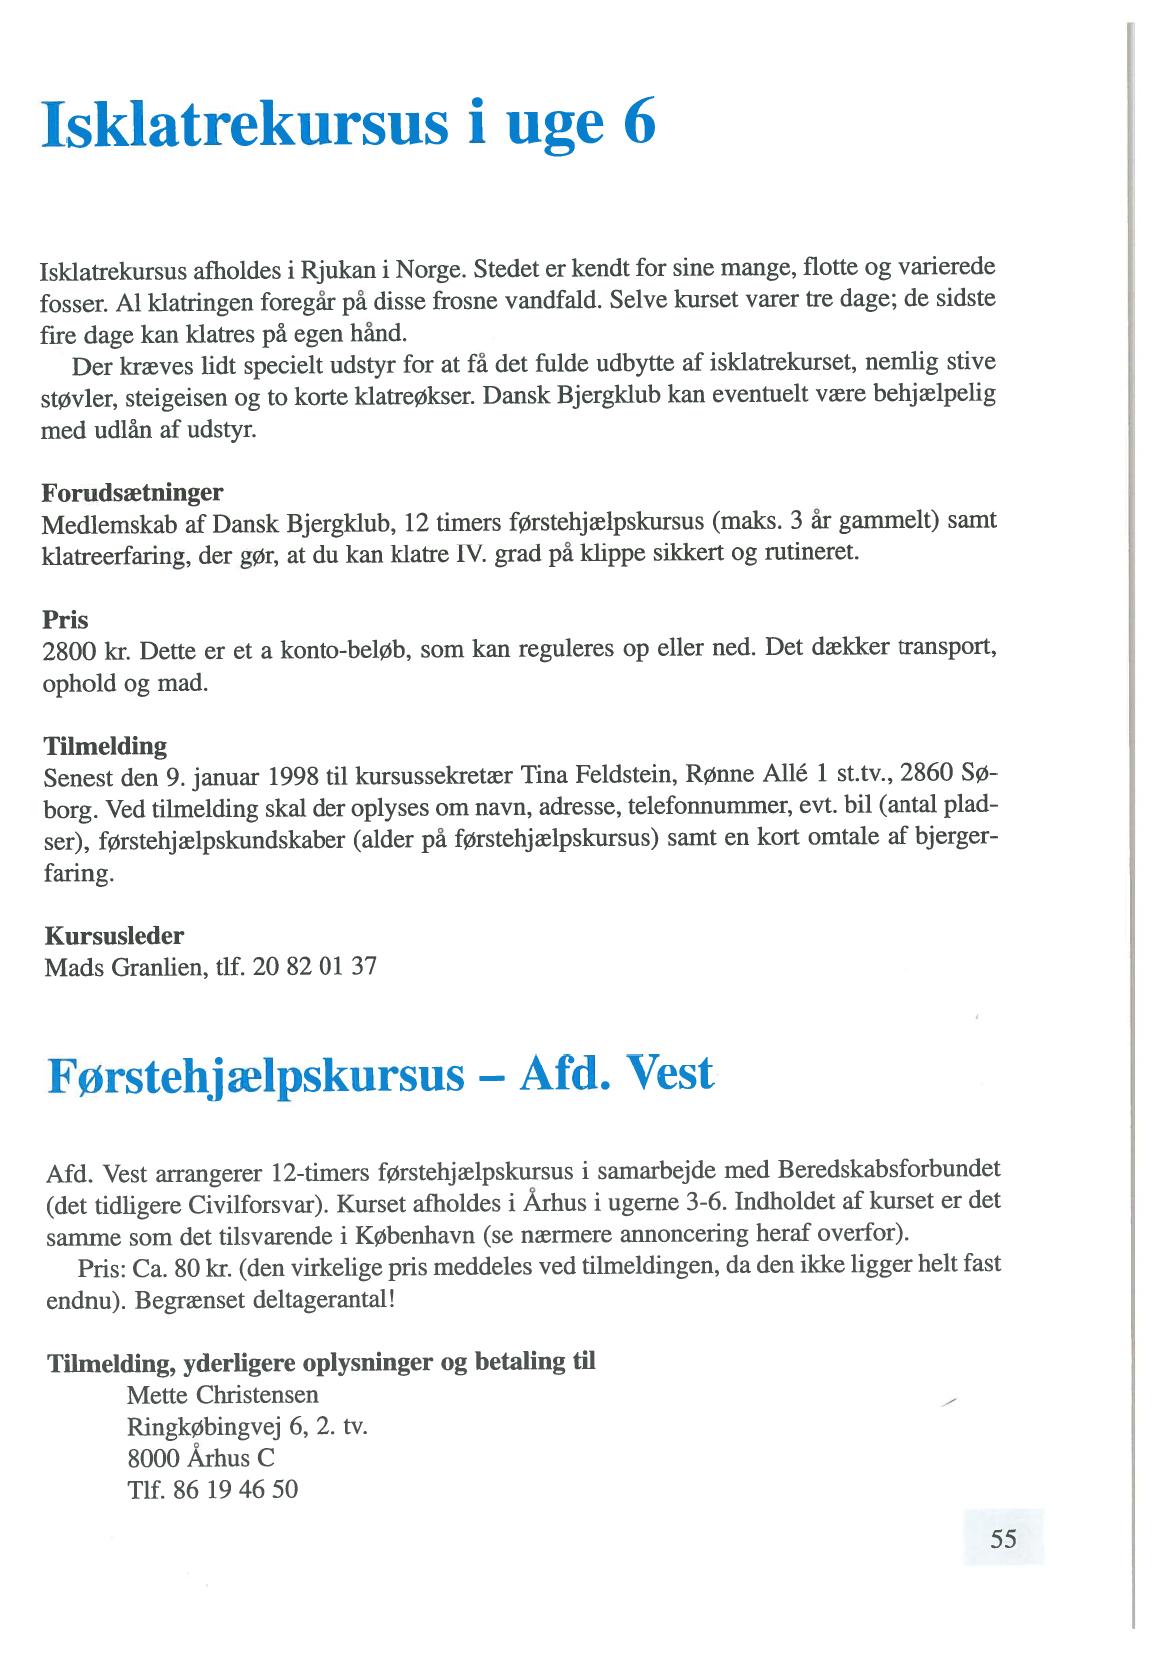 Isklatrekursus i uge 6
Isklatrekursus afholdes i Rjukan i Norge. Stedet er kendt for sine mange, flotte og varierede
fosser. Al klatringen foregår på disse frosne vandfald. Selve kurset varer tre dage; de sidste
fire dage kan klatres på egen hånd.
Der kræves lidt specielt udstyr for at få det fulde udbytte af isklatrekurset, nemlig stive
støvler, steigeisen og to korte klatreøkser. Dansk Bjergklub kan eventuelt være behjælpelig
med udlån af udstyr.
Forudsætninger
Medlemskab af Dansk Bjergklub, 12 timers førstehjælpskursus (maks. 3 år gammelt) samt
klatreerfaring, der gør, at du kan klatre IV. grad på klippe sikkert og rutineret.
Pris
2800 kr. Dette er et a konto-beløb, som kan reguleres op eller ned. Det dækker transport,
ophold og mad.
Tilmelding
Senest den 9. januar 1998 til kursussekretær Tina Feldstein, Rønne Allé 1 st.tv., 2860 Sø-
borg. Ved tilmelding skal der oplyses om navn, adresse, telefonnummer, evt. bil (antal plad-
ser), førstehjælpskundskaber (alder på førstehjælpskursus) samt en kort omtale af bjerger-
faring.
Kursusleder
Mads Granlien, tlf. 20 82 01 37
Førstehjælpskursus – Afd. Vest
Afd. Vest arrangerer 12-timers førstehjælpskursus i samarbejde med Beredskabsforbundet
(det tidligere Civilforsvar). Kurset afholdes i Århus i ugerne 3-6. Indholdet af kurset er det
samme som det tilsvarende i København (se nærmere annoncering heraf overfor).
Pris: Ca. 80 kr. (den virkelige pris meddeles ved tilmeldingen, da den ikke ligger helt fast
endnu). Begrænset deltagerantal!
Tilmelding, yderligere oplysninger og betaling til
Mette Christensen
Ringkøbingvej 6, 2. tv.
8000 Århus C
Tlf. 86 19 46 50
55